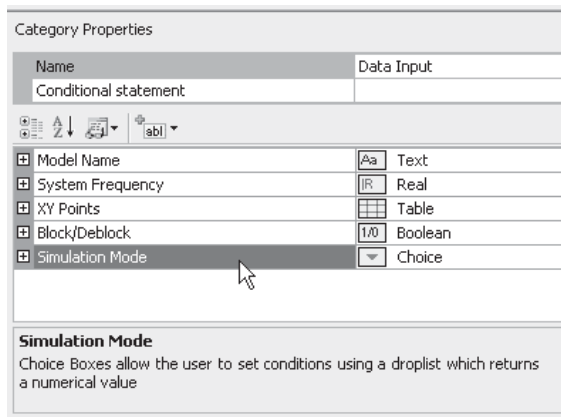 Category Properties
Name Data Input
Conditional statement
A Z abl
Model Name Aa Text
System Frequency |R Real
XY Points Table
Block/Deblock 1/0 Boolean
Simulation Mode Choice
Simulation Mode
Choice Boxes allow the user to set conditions using a droplist which returns
a numerical value